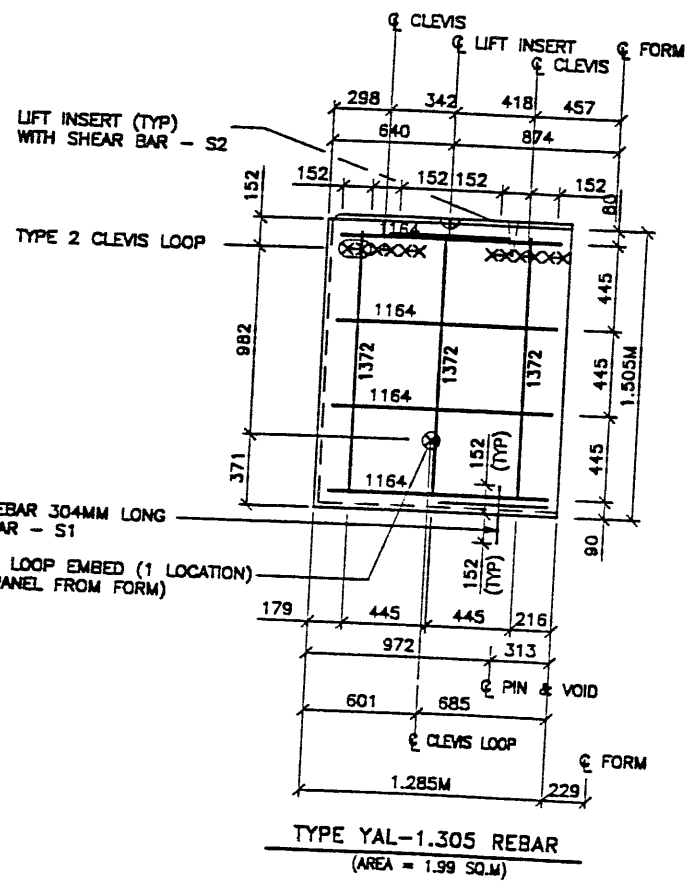 ℄ CLEVIS
℄ LIFT INSERT
℄ CLEVIS
℄ FORM
298 342 418 457
640 874
LIFT INSERT (TYP)
WITH SHEAR BAR - S2
152 152 152 152 152
152
80
TYPE 2 CLEVIS LOOP
1164
445
1164
982
1372 1372 1372
445
1.505M
1164
445
371
152
(TYP)
1164
EBAR 304MM LONG
AR - S1
LOOP EMBED (1 LOCATION)
PANEL FROM FORM)
152
(TYP)
90
179 445 445 216
972 313
℄ PIN & VOID
601 685
℄ CLEVIS LOOP
℄ FORM
1.285M 229
TYPE YAL-1.305 REBAR
(AREA = 1.99 SQ.M)